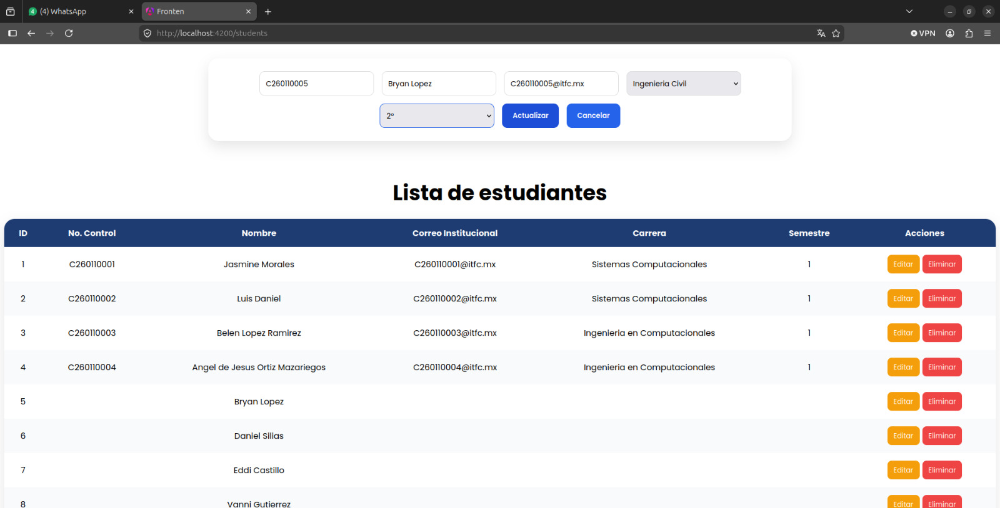 4 (4) WhatsApp
Fronten
http://localhost:4200/students
VPN
C260110005 Bryan Lopez C260110005@itfc.mx Ingenieria Civil
2° Actualizar Cancelar
Lista de estudiantes
ID No. Control Nombre Correo Institucional Carrera Semestre Acciones
1 C260110001 Jasmine Morales C260110001@itfc.mx Sistemas Computacionales 1 Editar Eliminar
2 C260110002 Luis Daniel C260110002@itfc.mx Sistemas Computacionales 1 Editar Eliminar
3 C260110003 Belen Lopez Ramirez C260110003@itfc.mx Ingenieria en Computacionales 1 Editar Eliminar
4 C260110004 Angel de Jesus Ortiz Mazariegos C260110004@itfc.mx Ingenieria en Computacionales 1 Editar Eliminar
5 Bryan Lopez Editar Eliminar
6 Daniel Silias Editar Eliminar
7 Eddi Castillo Editar Eliminar
8 Vanni Gutierrez Editar Eliminar